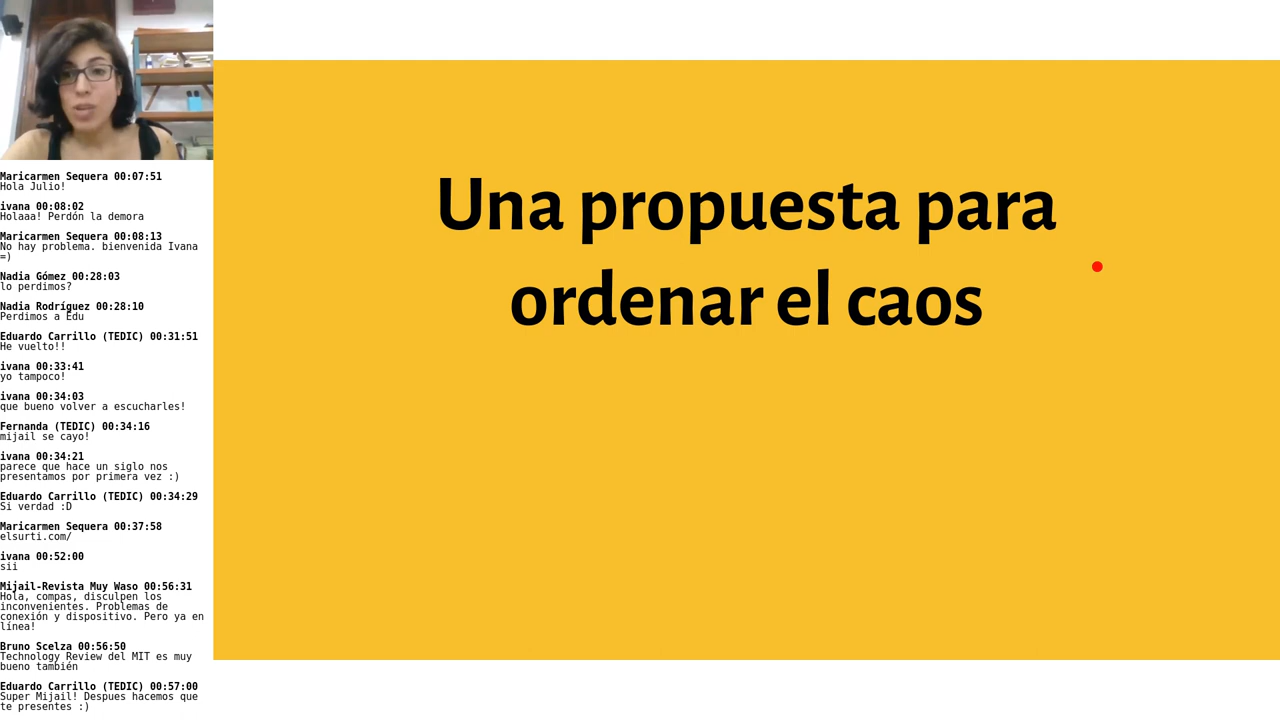 Maricarmen Sequera 00:07:51
Hola Julio!
ivana 00:08:02
Holaaa! Perdón la demora
Maricarmen Sequera 00:08:13
No hay problema. bienvenida Ivana
=)
Nadia Gómez 00:28:03
lo perdimos?
Nadia Rodríguez 00:28:10
Perdimos a Edu
Eduardo Carrillo (TEDIC) 00:31:51
He vuelto!!
ivana 00:33:41
yo tampoco!
ivana 00:34:03
que bueno volver a escucharles!
Fernanda (TEDIC) 00:34:16
mijail se cayo!
ivana 00:34:21
parece que hace un siglo nos
presentamos por primera vez :)
Eduardo Carrillo (TEDIC) 00:34:29
Si verdad :D
Maricarmen Sequera 00:37:58
elsurti.com/
ivana 00:52:00
sii
Mijail-Revista Muy Waso 00:56:31
Hola, compas, disculpen los
inconvenientes. Problemas de
conexión y dispositivo. Pero ya en
línea!
Bruno Scelza 00:56:50
Technology Review del MIT es muy
bueno también
Eduardo Carrillo (TEDIC) 00:57:00
Super Mijail! Despues hacemos que
te presentes :)
Una propuesta para
ordenar el caos